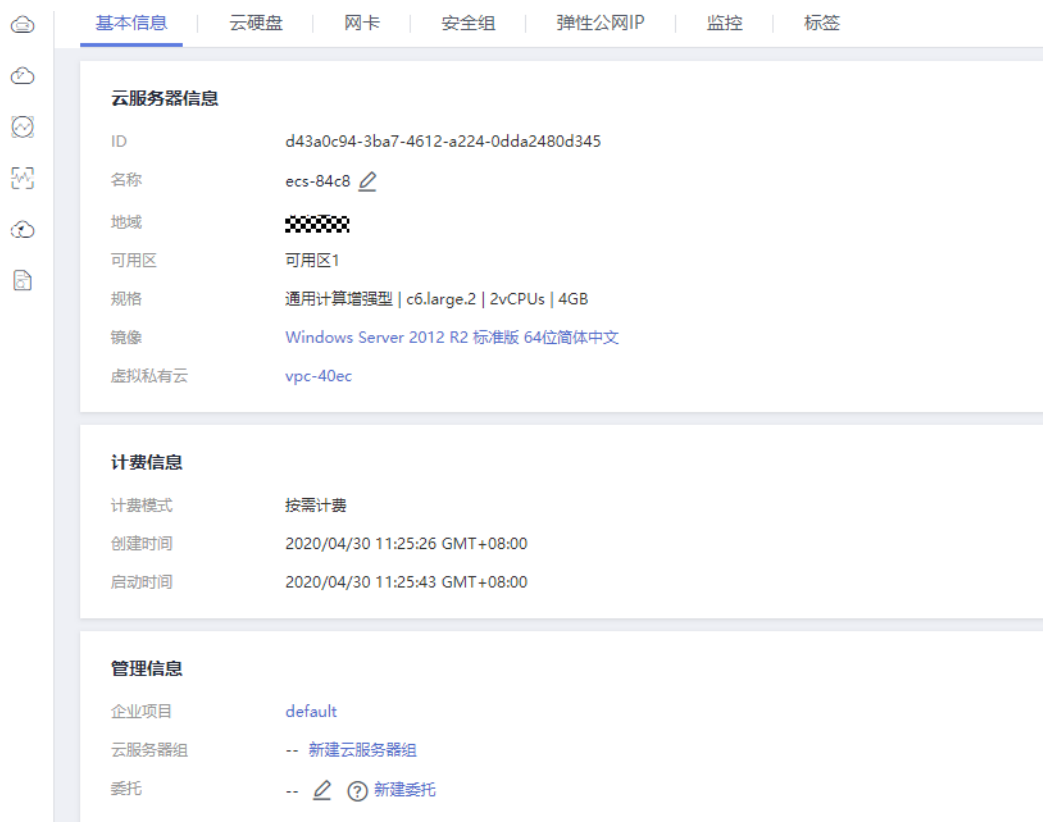 基本信息 云硬盘 网卡 安全组 弹性公网IP 监控 标签
云服务器信息
ID d43a0c94-3ba7-4612-a224-0dda2480d345
名称 ecs-84c8
地域
可用区 可用区1
规格 通用计算增强型 | c6.large.2 | 2vCPUs | 4GB
镜像 Windows Server 2012 R2 标准版 64位简体中文
虚拟私有云 vpc-40ec
计费信息
计费模式 按需计费
创建时间 2020/04/30 11:25:26 GMT+08:00
启动时间 2020/04/30 11:25:43 GMT+08:00
管理信息
企业项目 default
云服务器组 -- 新建云服务器组
委托 -- 新建委托